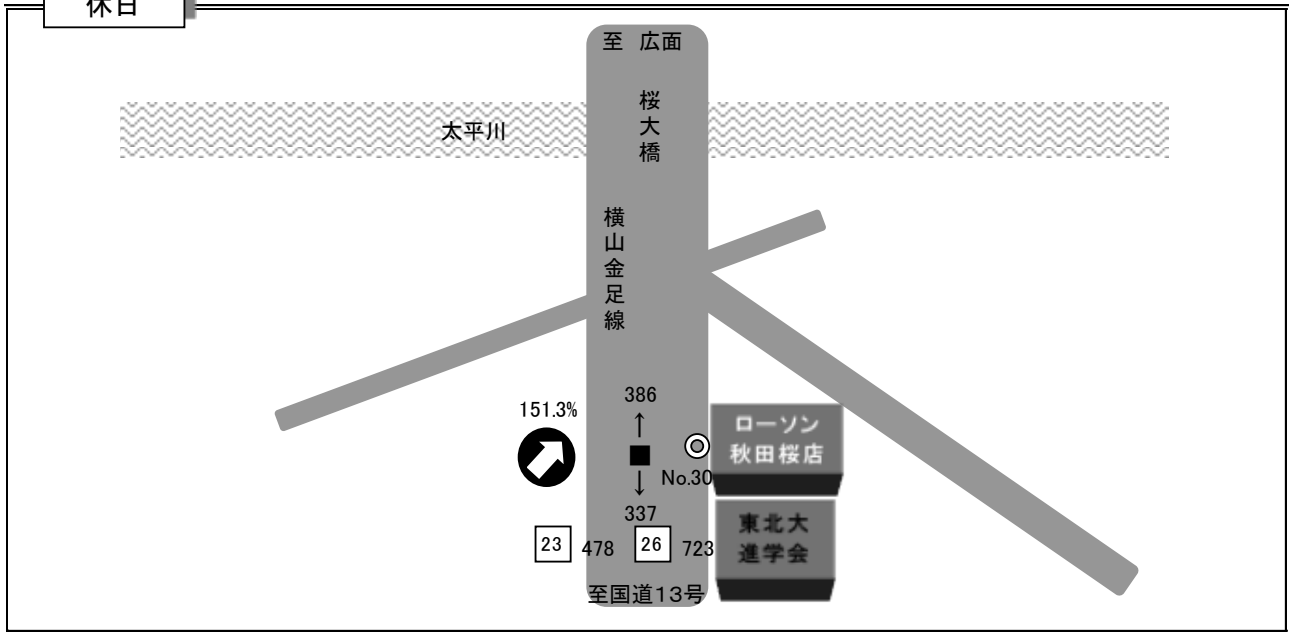 休日
至 広面
桜大橋
太平川
横山金足線
386
151.3%
↑
ローソン
秋田桜店
↓
No.30
337
23 478 26 723
東北大
進学会
至国道13号